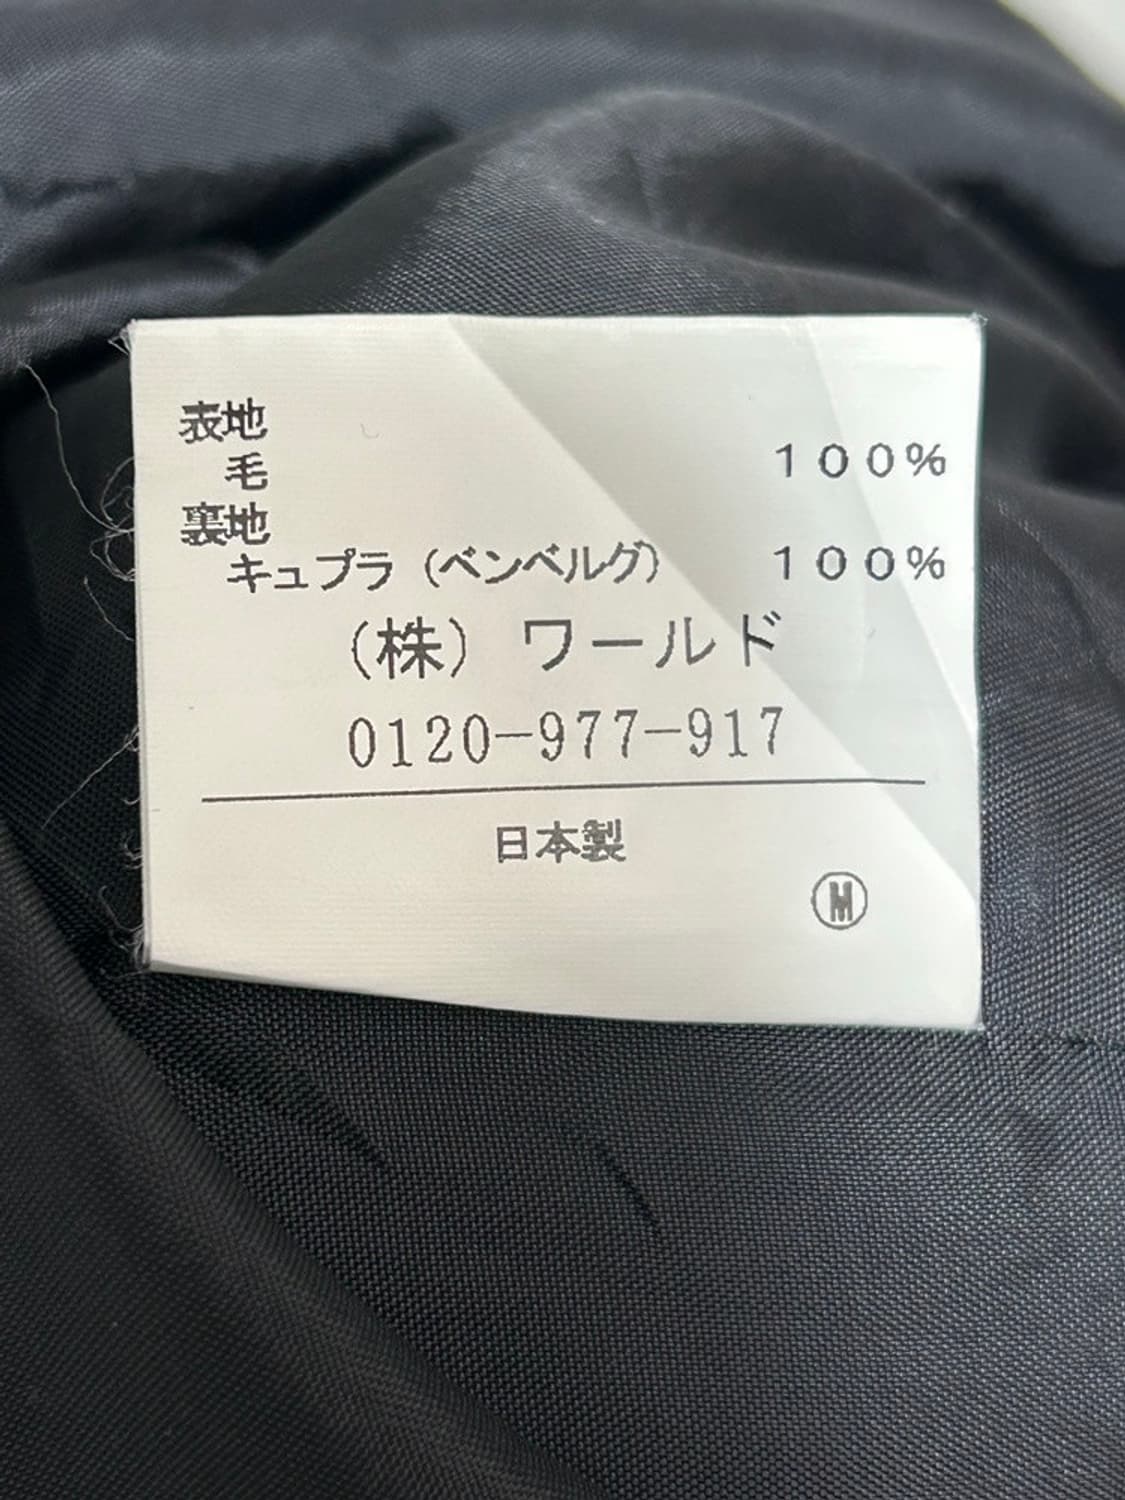 表地
毛 100%
裏地
キュプラ(ベンベルグ) 100%
(株) ワールド
0120-977-917
日本製
M